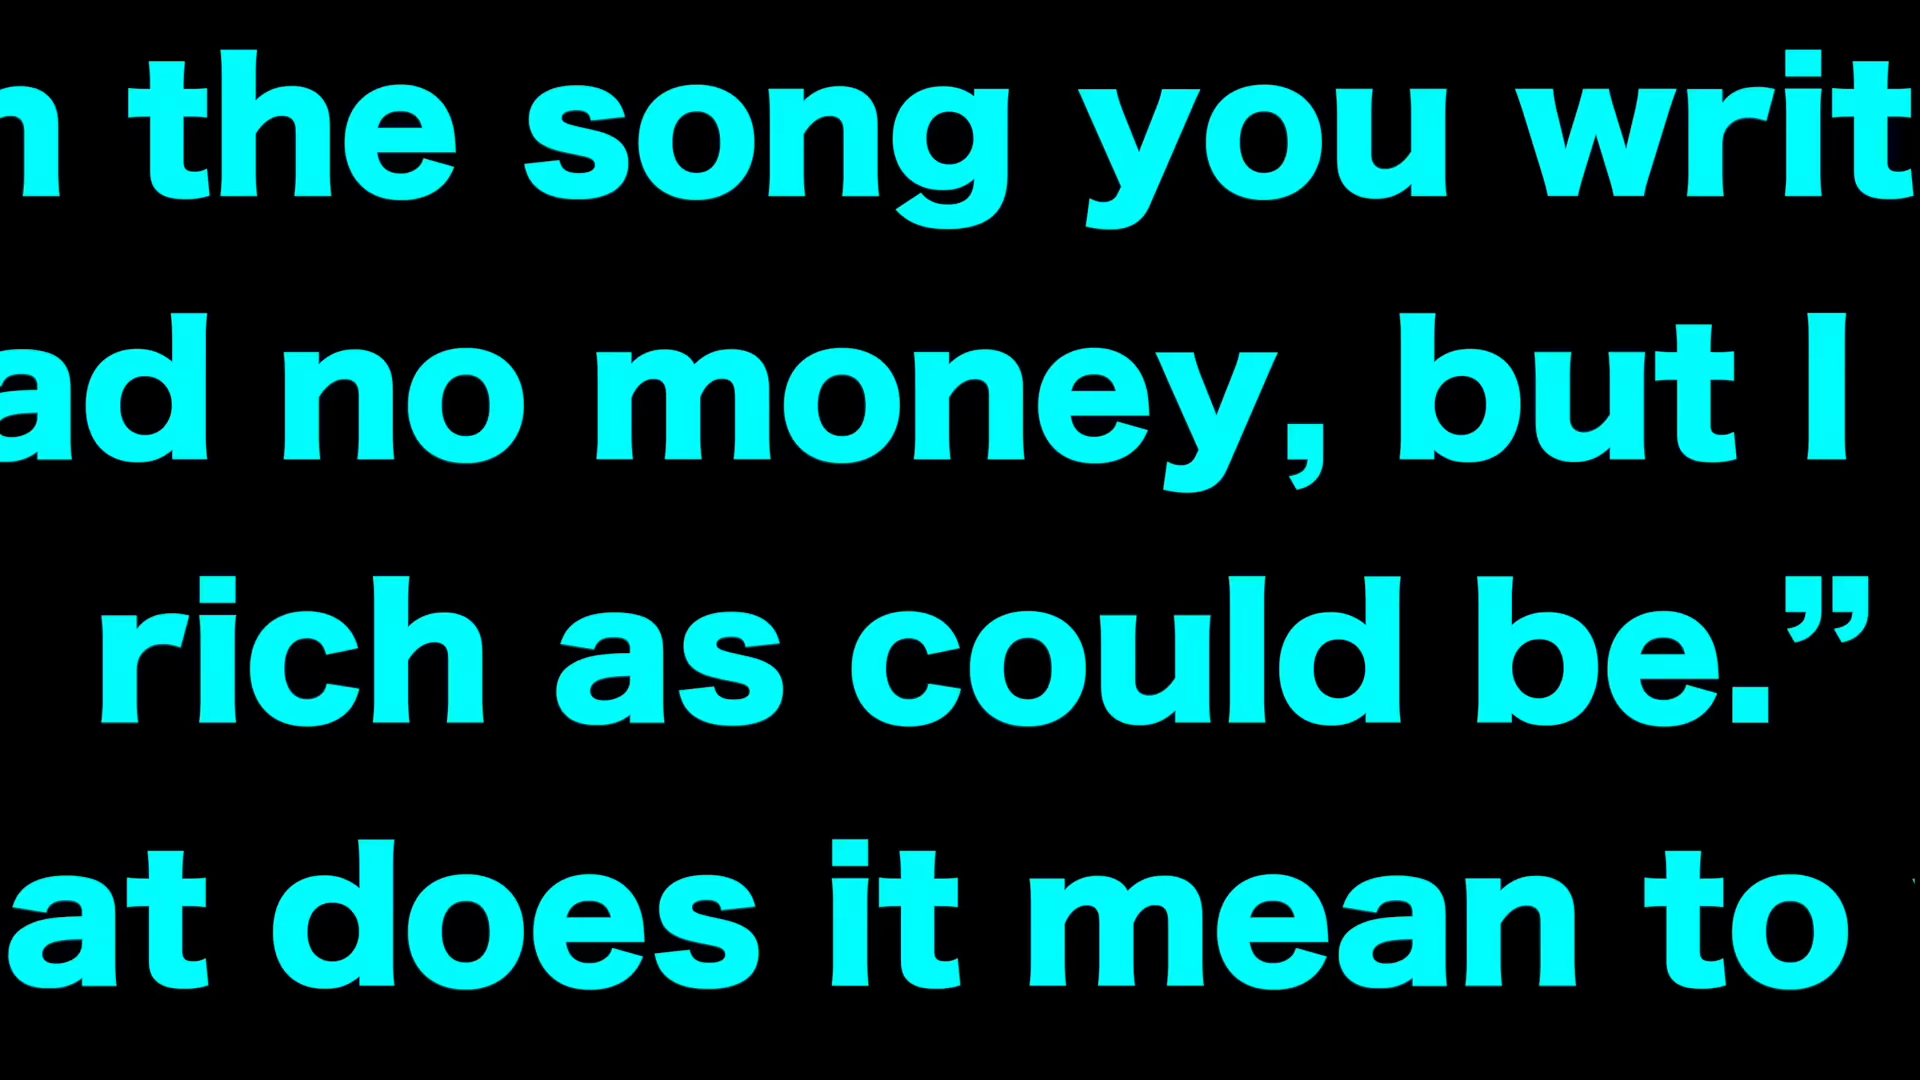 n the song you writ
ad no money, but I
rich as could be.”
at does it mean to